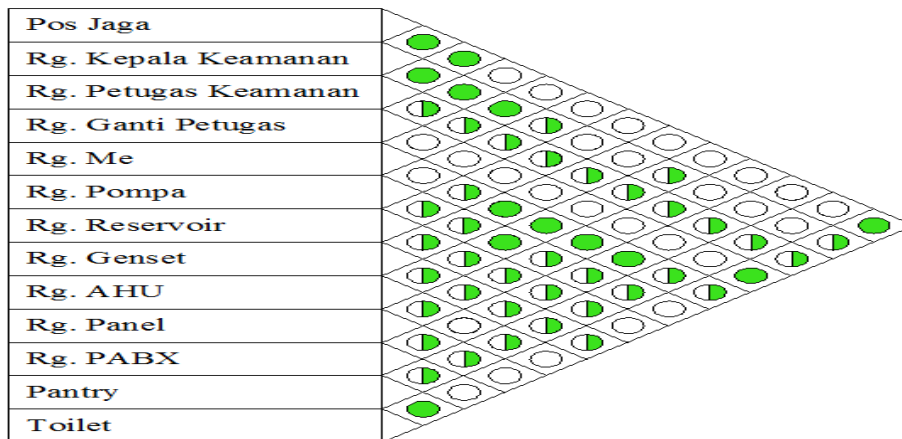 Pos Jaga
Rg. Kepala Keamanan
Rg. Petugas Keamanan
Rg. Ganti Petugas
Rg. Me
Rg. Pompa
Rg. Reservoir
Rg. Genset
Rg. AHU
Rg. Panel
Rg. PABX
Pantry
Toilet